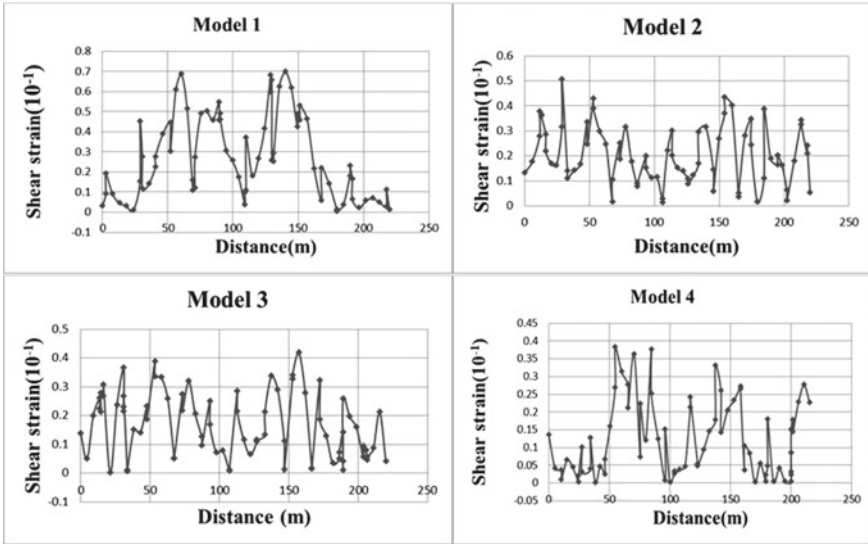 Model 1
Shear strain(10⁻¹)
0.8
0.7
0.6
0.5
0.4
0.3
0.2
0.1
0
-0.1
0 50 100 150 200 250
Distance(m)
Model 2
Shear strain(10⁻¹)
0.6
0.5
0.4
0.3
0.2
0.1
0
0 50 100 150 200 250
Distance(m)
Model 3
Shear strain(10⁻¹)
0.5
0.4
0.3
0.2
0.1
0
-0.1
0 50 100 150 200 250
Distance (m)
Model 4
Shear strain(10⁻¹)
0.45
0.4
0.35
0.3
0.25
0.2
0.15
0.1
0.05
0
-0.05
0 50 100 150 200 250
Distance(m)